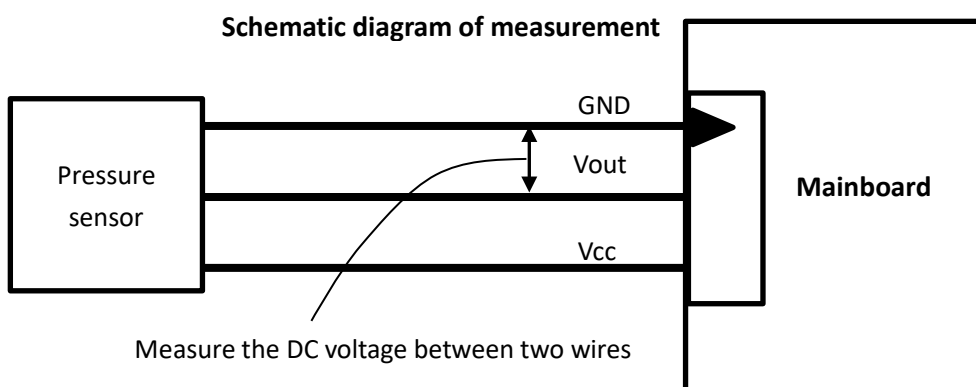 Schematic diagram of measurement
GND
Pressure
sensor
Vout
Mainboard
Vcc
Measure the DC voltage between two wires